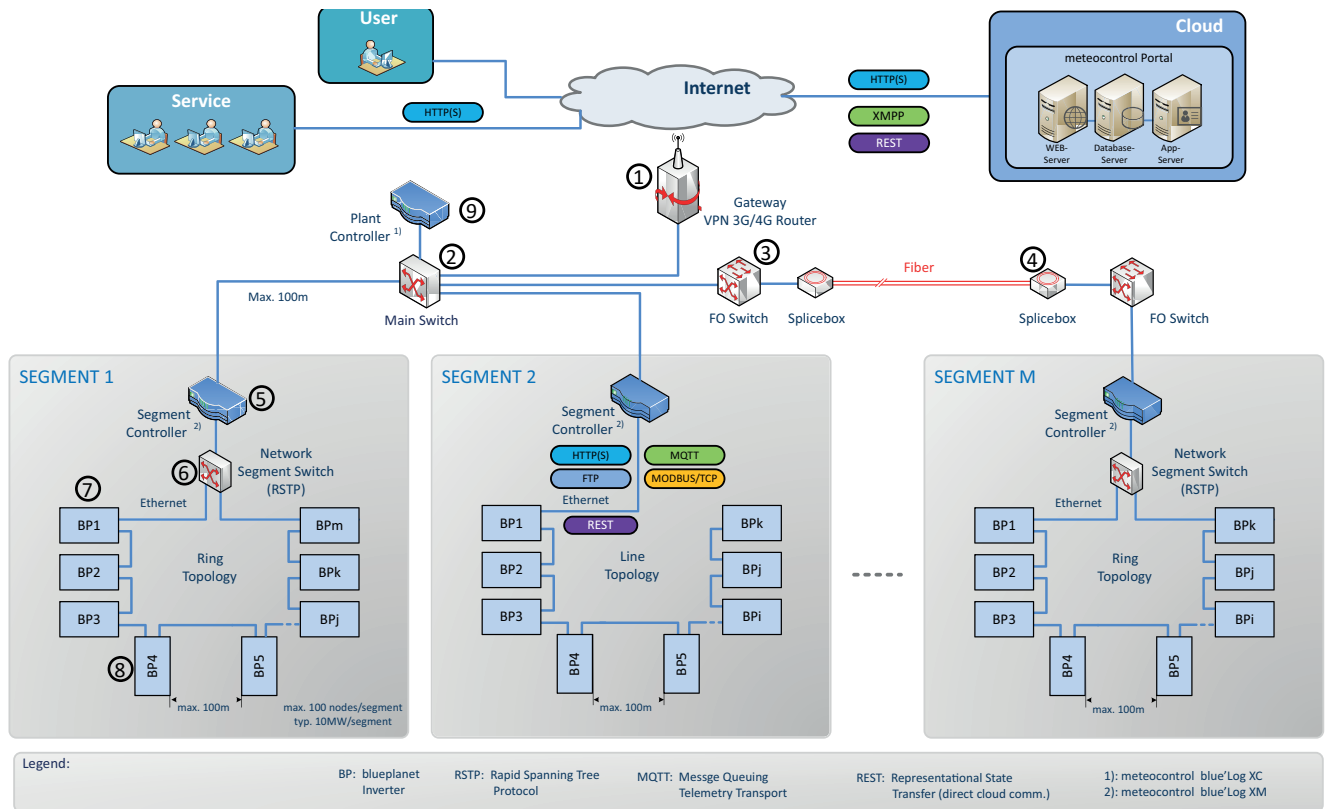 User
Cloud
meteocontrol Portal
WEB-
Server
Database-
Server
App-
Server
Internet
HTTP(S)
XMPP
REST
Service
HTTP(S)
1
Gateway
VPN 3G/4G Router
9
Plant
Controller 1)
2
Main Switch
Max. 100m
3
FO Switch
Splicebox
Fiber
4
Splicebox
FO Switch
SEGMENT 1
5
Segment
Controller 2)
6
Network
Segment Switch
(RSTP)
Ethernet
7
BP1
BP2
BP3
8
BP4
BP5
BPm
BPk
BPj
Ring
Topology
max. 100m
max. 100 nodes/segment
typ. 10MW/segment
SEGMENT 2
Segment
Controller 2)
HTTP(S)
MQTT
FTP
MODBUS/TCP
Ethernet
REST
BP1
BP2
BP3
BP4
BP5
BPk
BPj
BPi
Line
Topology
max. 100m
SEGMENT M
Segment
Controller 2)
Network
Segment Switch
(RSTP)
Ethernet
BP1
BP2
BP3
BP4
BP5
BPk
BPj
BPi
Ring
Topology
max. 100m
Legend:
BP: blueplanet
Inverter
RSTP: Rapid Spanning Tree
Protocol
MQTT: Messge Queuing
Telemetry Transport
REST: Representational State
Transfer (direct cloud comm.)
1): meteocontrol blue'Log XC
2): meteocontrol blue'Log XM